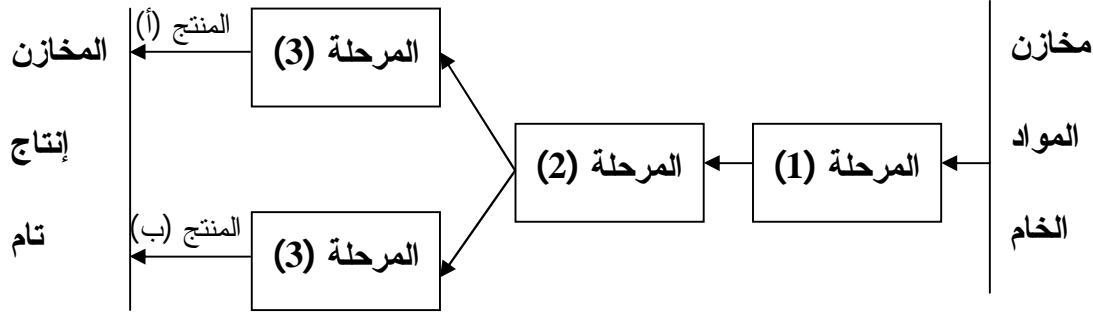 مخازن
المواد
الخام
المرحلة (1)
المرحلة (2)
المرحلة (3)
المنتج (أ)
المرحلة (3)
المنتج (ب)
المخازن
إنتاج
تام